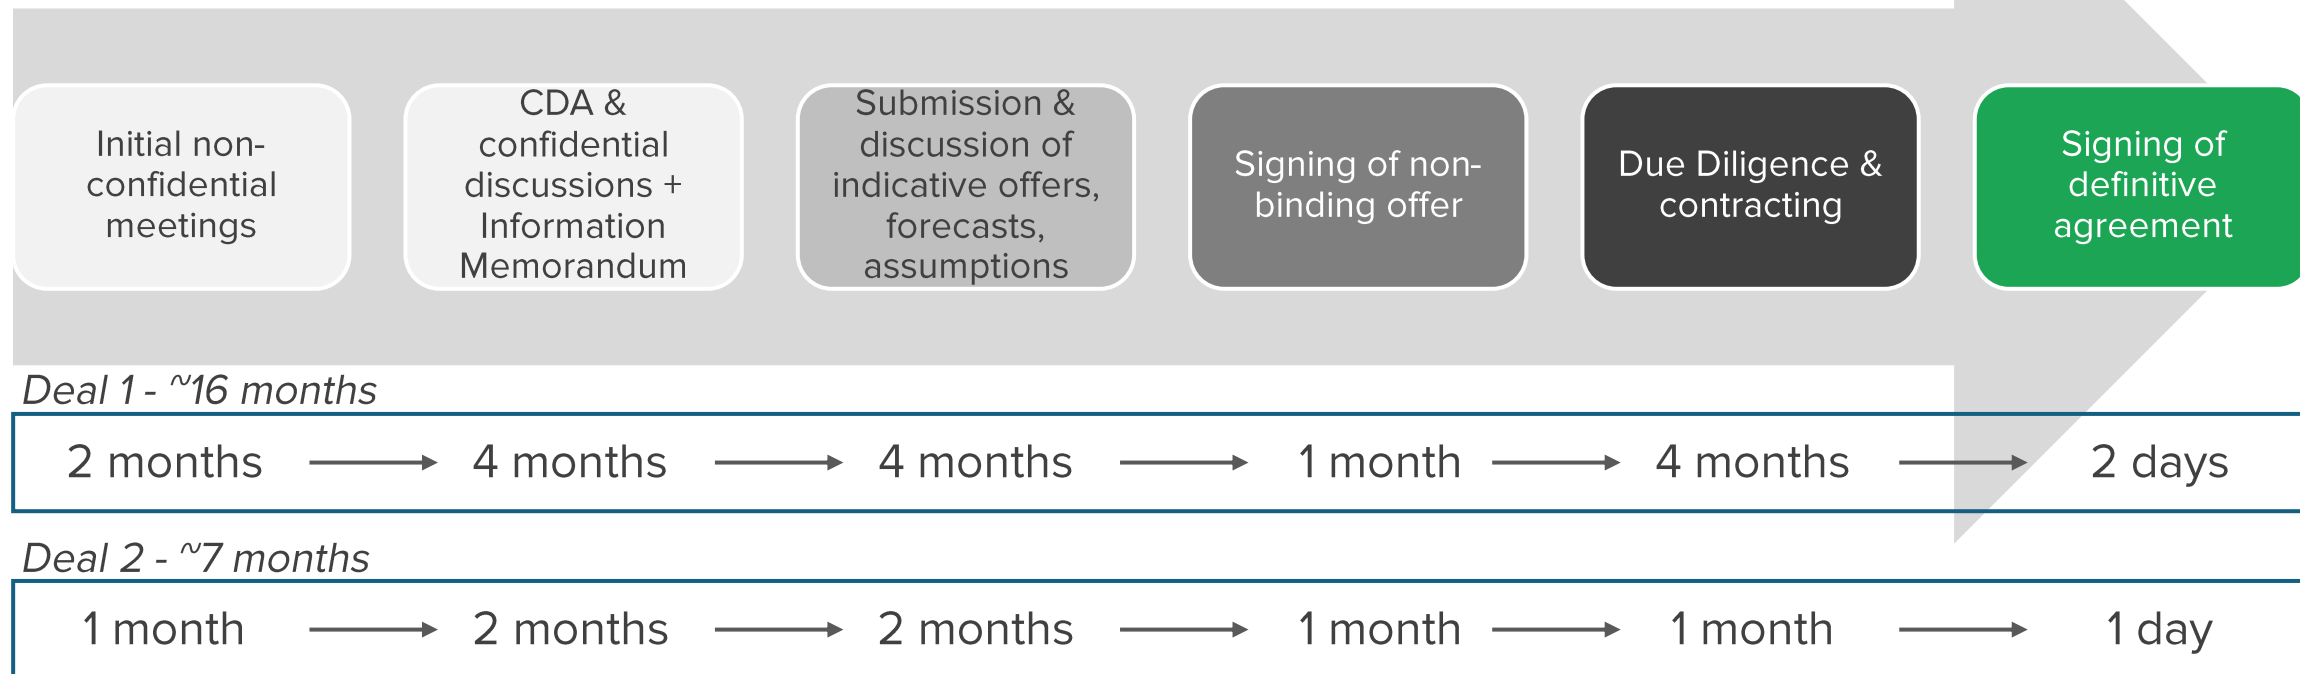 Initial non-
confidential
meetings
CDA &
confidential
discussions +
Information
Memorandum
Submission &
discussion of
indicative offers,
forecasts,
assumptions
Signing of non-
binding offer
Due Diligence &
contracting
Signing of
definitive
agreement
Deal 1 - ~16 months
2 months 4 months 4 months 1 month 4 months 2 days
Deal 2 - ~7 months
1 month 2 months 2 months 1 month 1 month 1 day